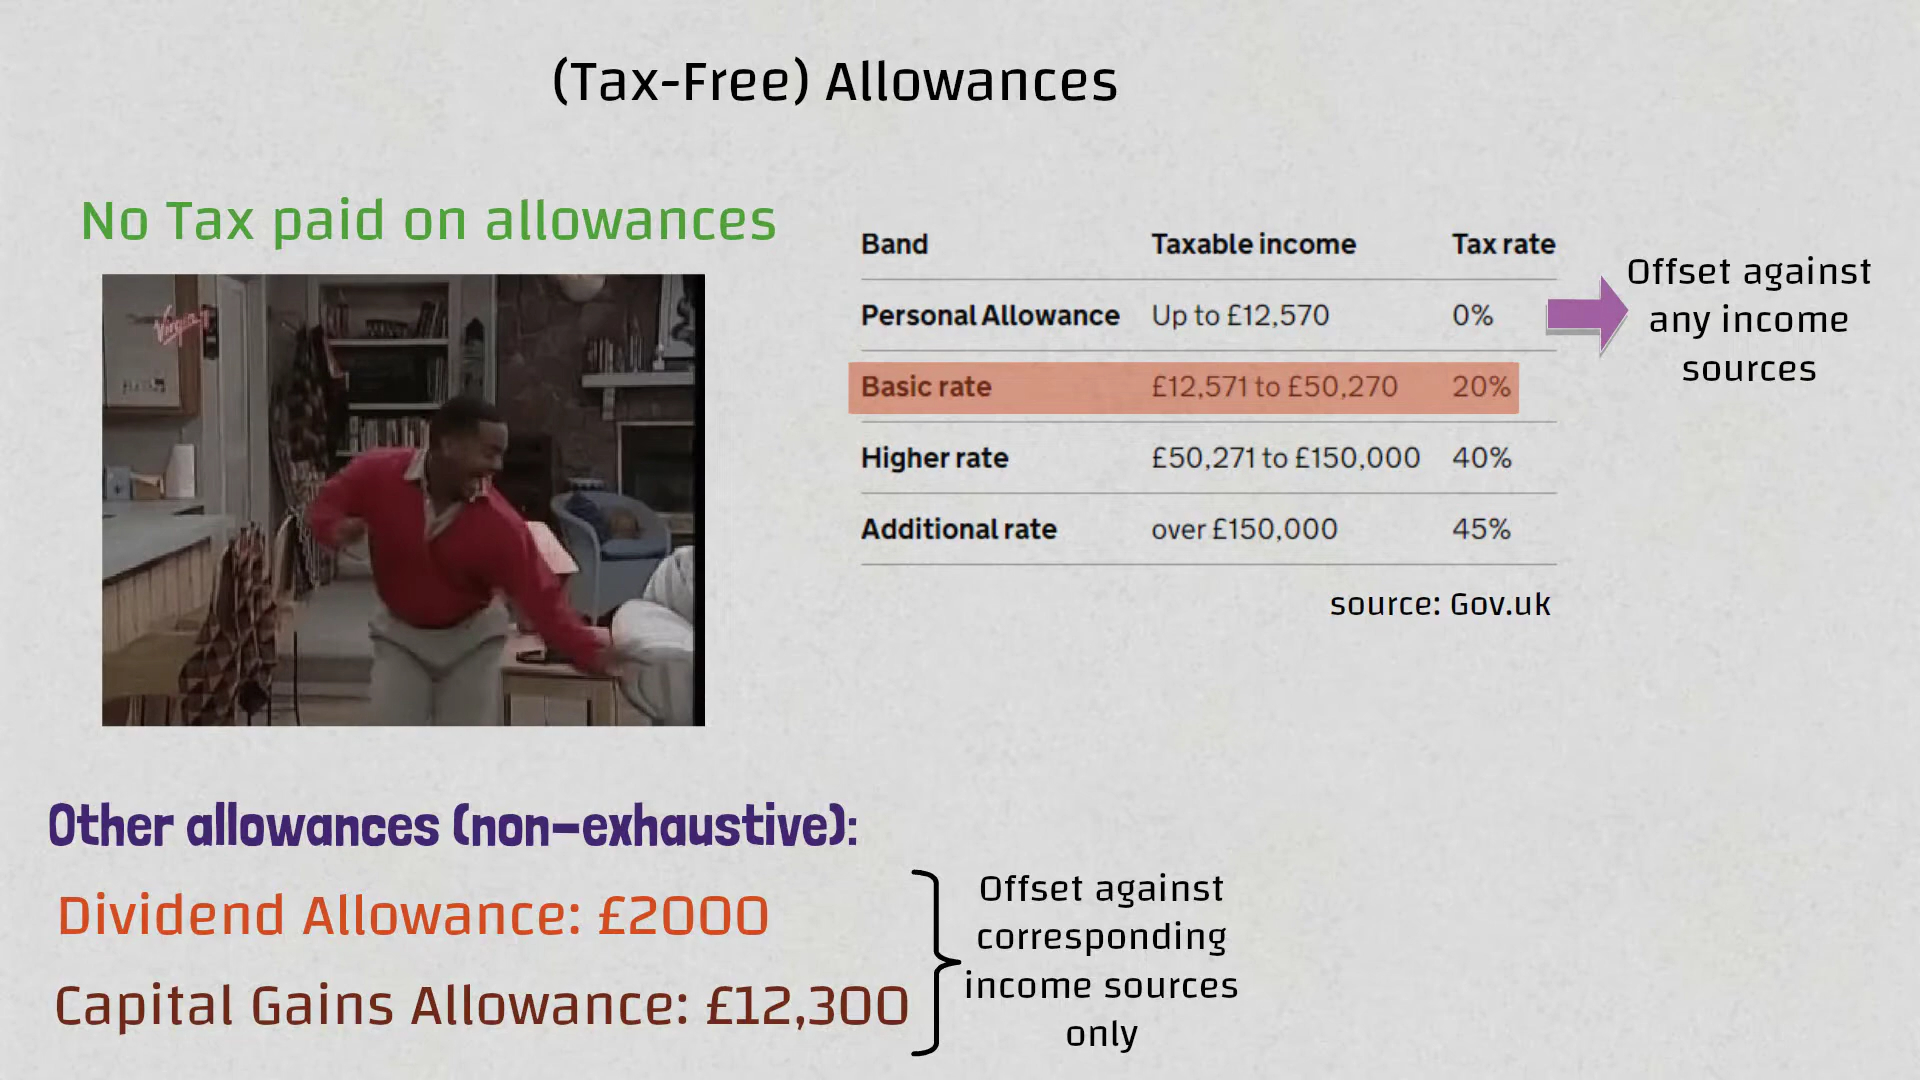 (Tax-Free) Allowances
No Tax paid on allowances
Virgin 1
Band Taxable income Tax rate
Personal Allowance Up to £12,570 0%
Basic rate £12,571 to £50,270 20%
Higher rate £50,271 to £150,000 40%
Additional rate over £150,000 45%
source: Gov.uk
Offset against
any income
sources
Other allowances (non-exhaustive):
Dividend Allowance: £2000
Capital Gains Allowance: £12,300
Offset against
corresponding
income sources
only